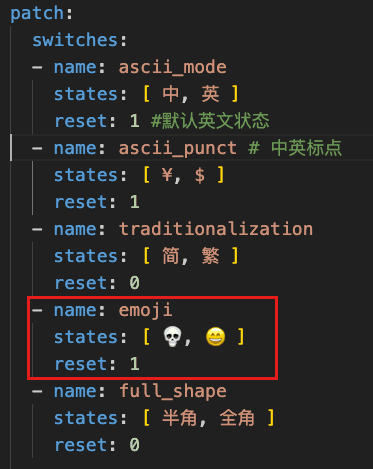 patch:
  switches:
  - name: ascii_mode
    states: [ 中, 英 ]
    reset: 1 #默认英文状态
  - name: ascii_punct # 中英标点
    states: [ ¥, $ ]
    reset: 1
  - name: traditionalization
    states: [ 简, 繁 ]
    reset: 0
  - name: emoji
    states: [ 💀, 😄 ]
    reset: 1
  - name: full_shape
    states: [ 半角, 全角 ]
    reset: 0